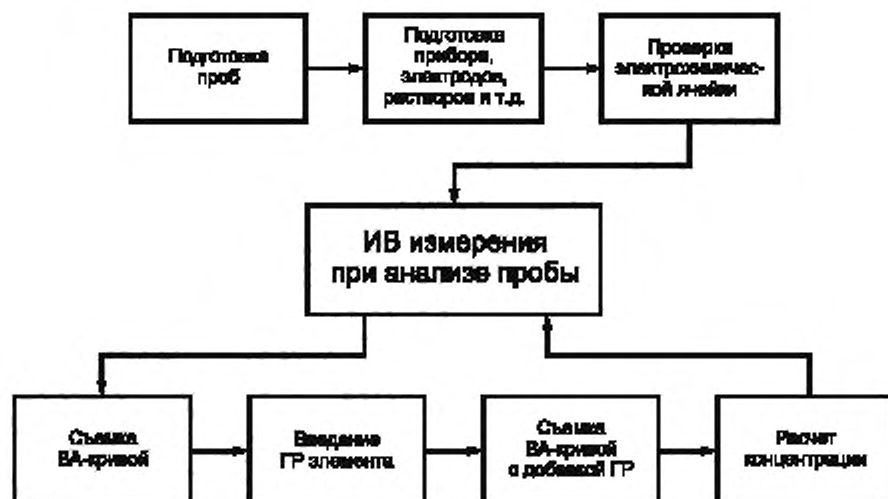 Подготовка
проб
Подготовка
прибора,
электродов,
растворов и т.д.
Проверка
электрохимичес-
кой ячейки
ИВ измерения
при анализе пробы
Съемка
ВА-кривой
Введение
ГР элемента
Съемка
ВА-кривой
с добавкой ГР
Расчет
концентрации